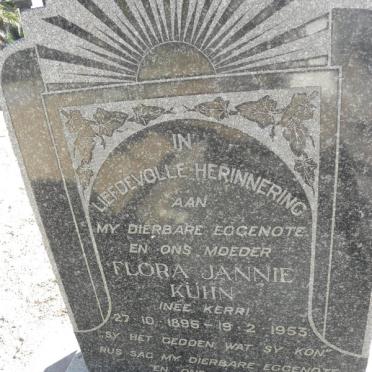 IN
LIEFDEVOLLE HERINNERING
AAN
MY DIERBARE EGGENOTE
EN ONS MOEDER
FLORA JANNIE
KUHN
(NEE KERR)
27. 10. 1895 - 19. 2. 1953
"SY HET GEDOEN WAT SY KON"
RUS SAG MY DIERBARE EGGENOTE
EN